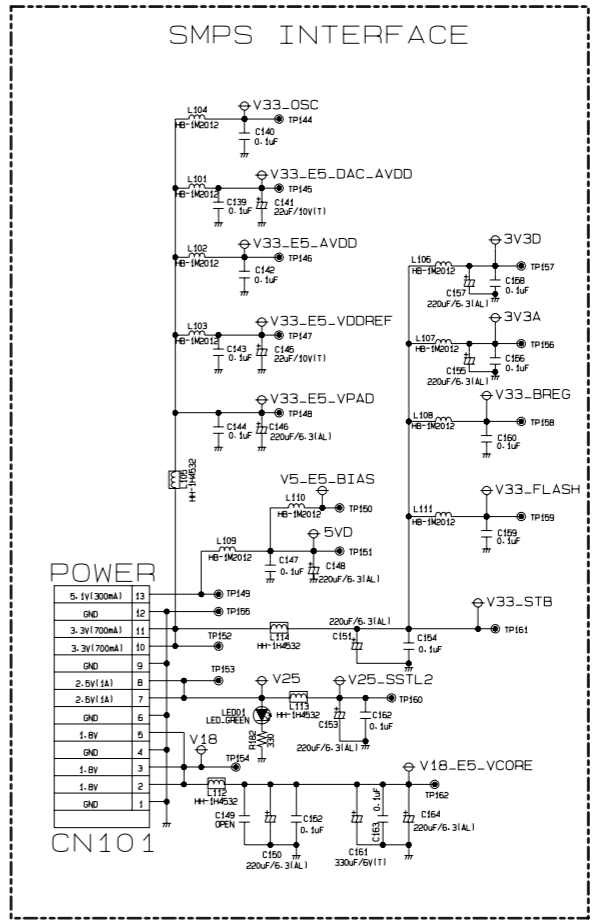 SMPS INTERFACE
V33_OSC
L104
HB-1M2012
TP144
C140
0.1uF
V33_E5_DAC_AVDD
L101
HB-1M2012
TP145
C139
0.1uF
C141
22uF/10V(T)
V33_E5_AVDD
L102
HB-1M2012
TP146
C142
0.1uF
V33_E5_VDDREF
L103
HB-1M2012
TP147
C143
0.1uF
C145
22uF/10V(T)
V33_E5_VPAD
TP148
C144
0.1uF
C146
220uF/6.3(AL)
L105
HH-1H4532
3V3D
L106
HB-1M2012
TP157
C157
220uF/6.3(AL)
C158
0.1uF
3V3A
L107
HB-1M2012
TP156
C155
220uF/6.3(AL)
C156
0.1uF
V33_BREG
L108
HB-1M2012
TP158
C160
0.1uF
V33_FLASH
L111
HB-1M2012
TP159
C159
0.1uF
V5_E5_BIAS
L110
HB-1M2012
TP150
5VD
L109
HB-1M2012
TP151
C147
0.1uF
C148
220uF/6.3(AL)
POWER
5.1V(300mA) 13
GND 12
3.3V(700mA) 11
3.3V(700mA) 10
GND 9
2.5V(1A) 8
2.5V(1A) 7
GND 6
1.8V 5
GND 4
1.8V 3
1.8V 2
GND 1
CN101
TP149
TP155
TP152
TP153
V33_STB
L114
HH-1H4532
220uF/6.3(AL)
C151
C154
0.1uF
TP161
V25
LED01
LED_GREEN
R182
330
L113
HH-1H4532
V25_SSTL2
TP160
C153
220uF/6.3(AL)
C162
0.1uF
V18
TP154
L112
HH-1H4532
V18_E5_VCORE
TP162
C149
OPEN
C150
220uF/6.3(AL)
C152
0.1uF
C161
330uF/6V(T)
C163
0.1uF
C164
220uF/6.3(AL)